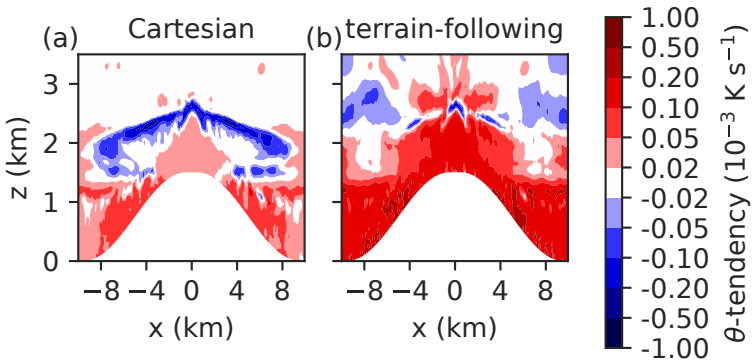 (a) Cartesian
(b) terrain-following
3
2
1
0
z (km)
−8 −4 0 4 8
x (km)
−8 −4 0 4 8
x (km)
1.00
0.50
0.20
0.10
0.05
0.02
-0.02
-0.05
-0.10
-0.20
-0.50
-1.00
θ-tendency (10⁻³ K s⁻¹)